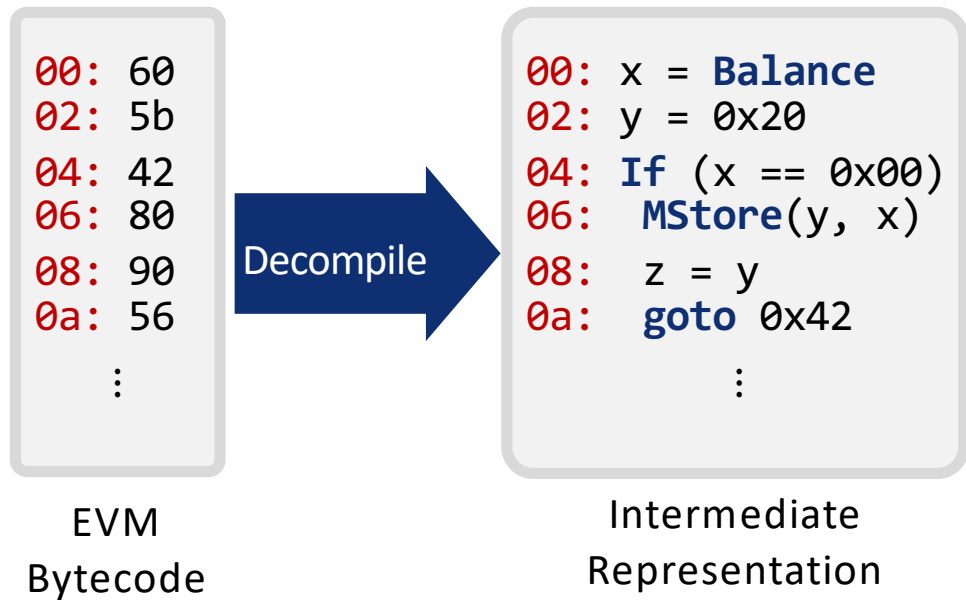 00: 60
02: 5b
04: 42
06: 80
08: 90
0a: 56
⋮
EVM
Bytecode
Decompile
00: x = Balance
02: y = 0x20
04: If (x == 0x00)
06: MStore(y, x)
08: z = y
0a: goto 0x42
⋮
Intermediate
Representation